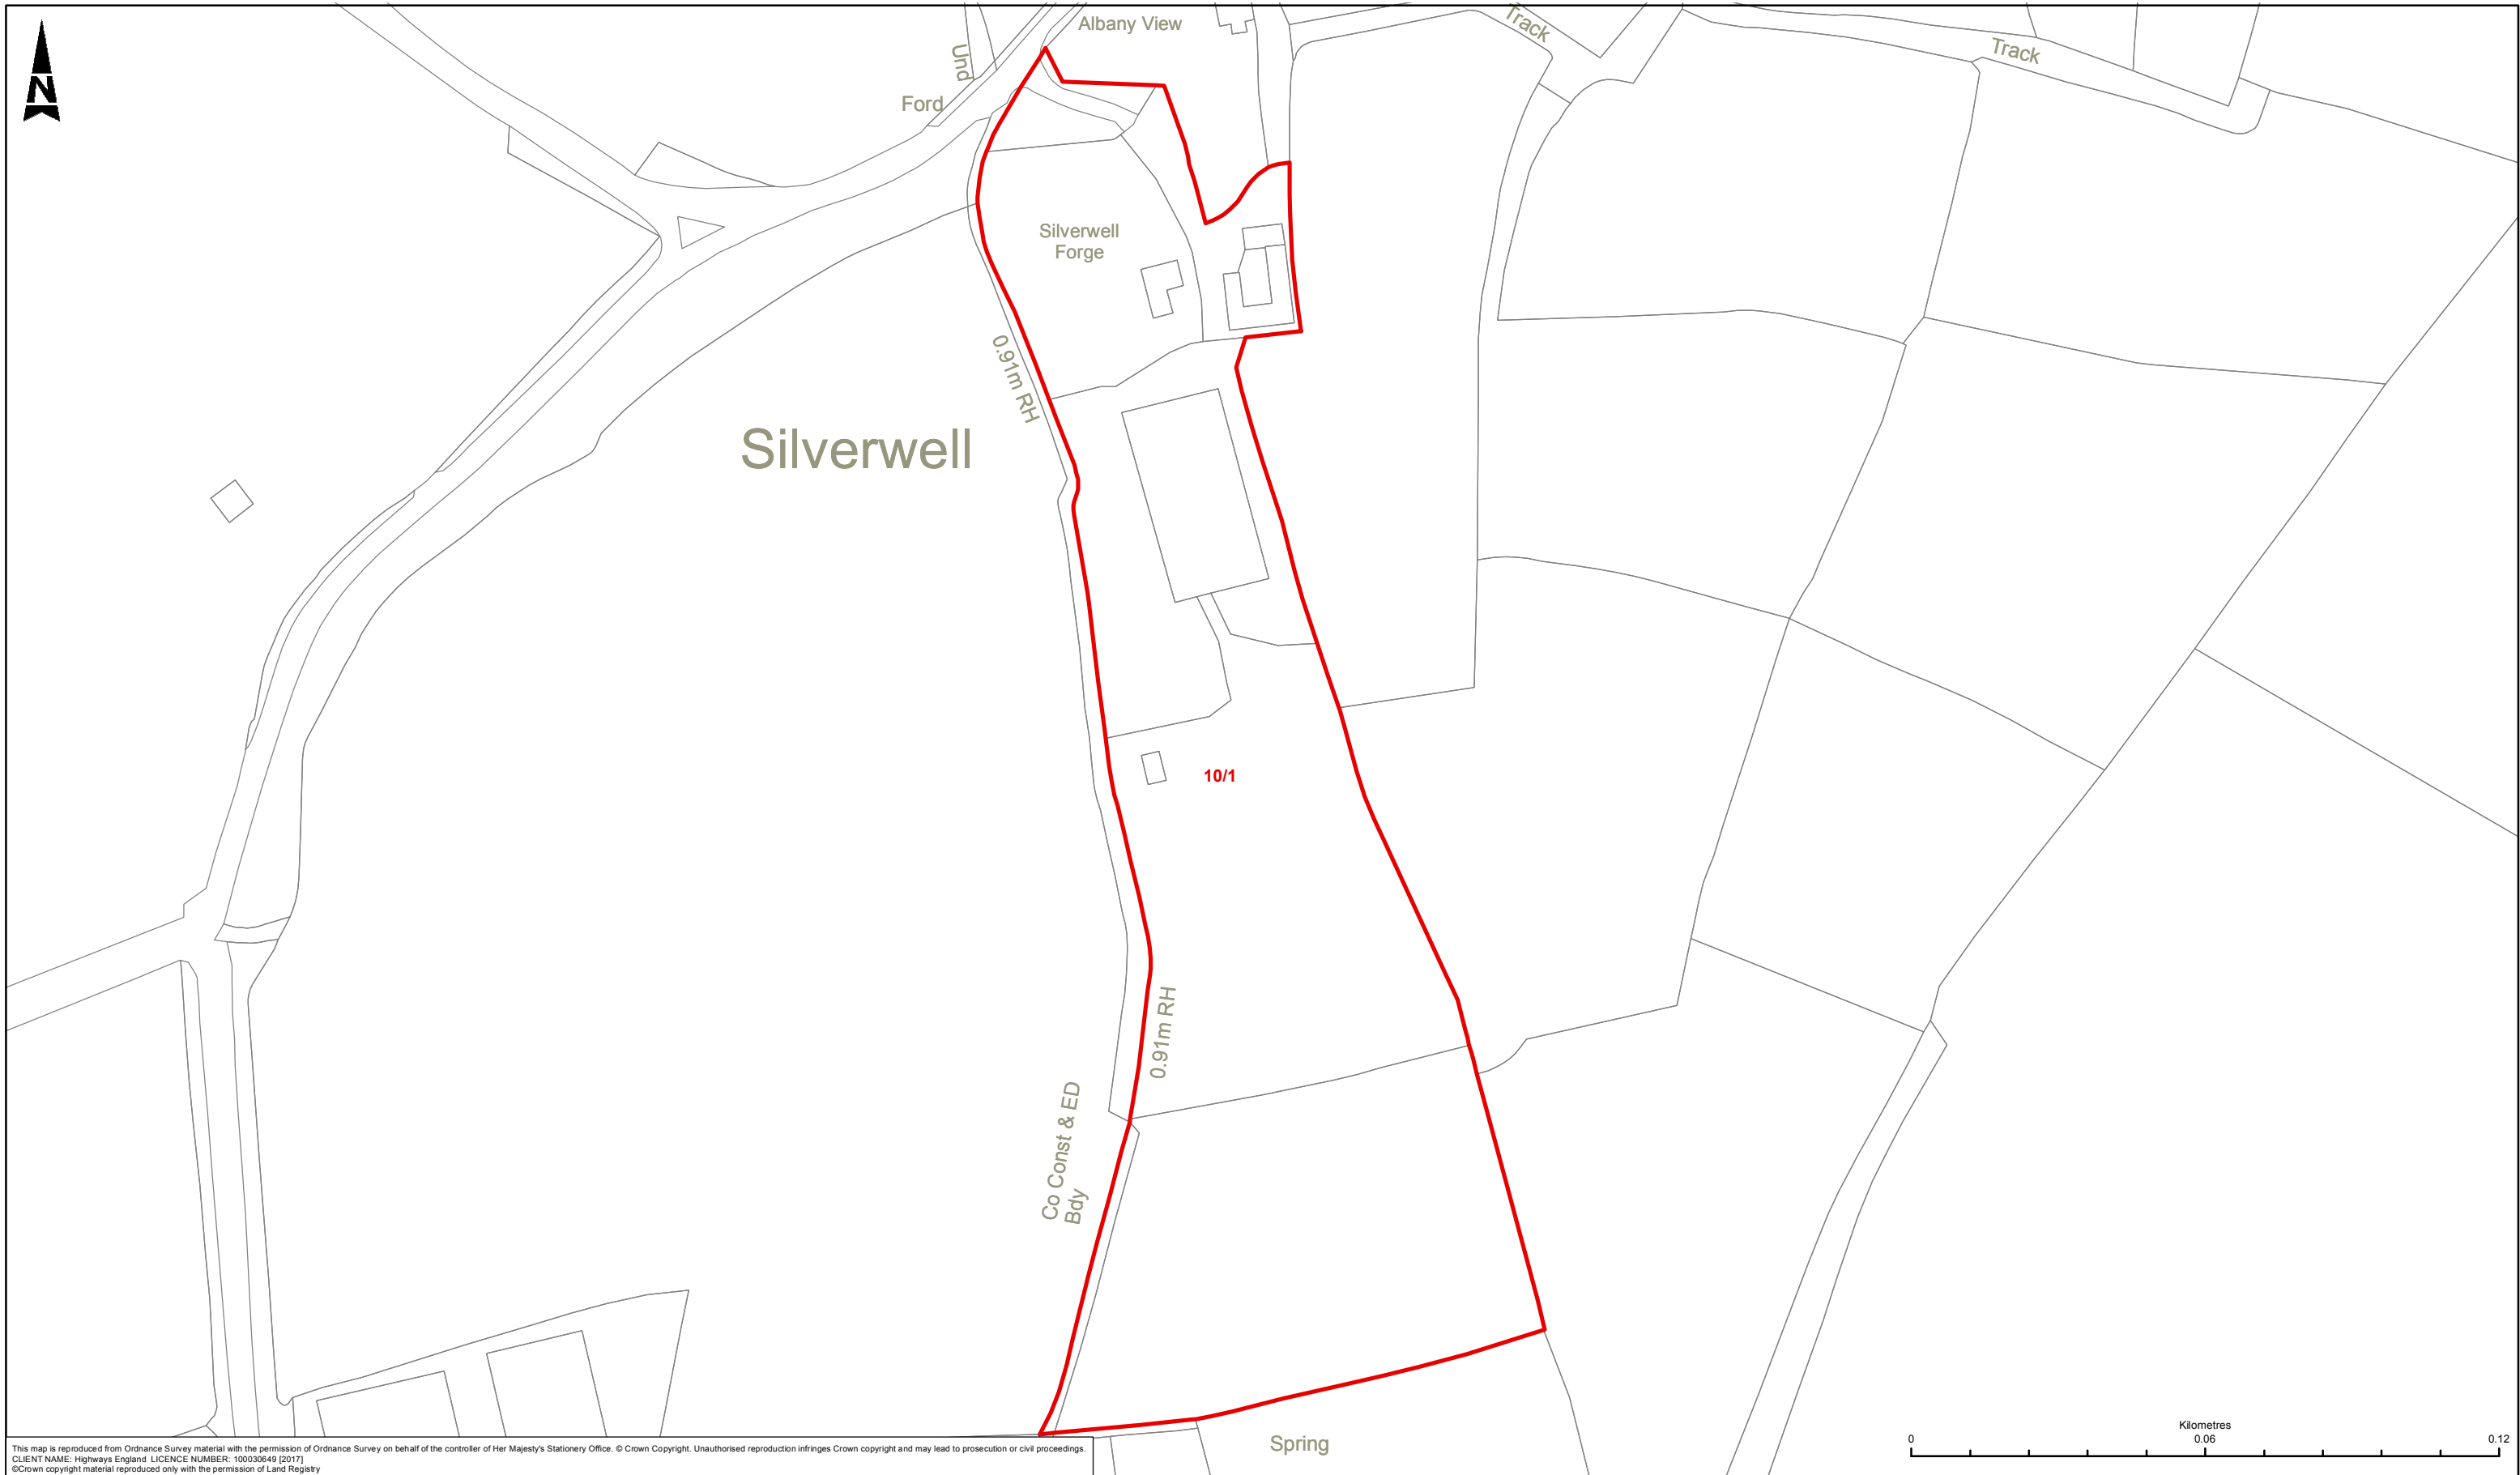 N
Albany View
Track
Track
Und
Ford
Silverwell
Forge
0.91m RH
Silverwell
10/1
0.91m RH
Co Const & ED
Bdy
Spring
Kilometres
0 0.06 0.12
This map is reproduced from Ordnance Survey material with the permission of Ordnance Survey on behalf of the controller of Her Majesty's Stationery Office. © Crown Copyright. Unauthorised reproduction infringes Crown copyright and may lead to prosecution or civil proceedings.
CLIENT NAME: Highways England LICENCE NUMBER: 100030649 [2017]
©Crown copyright material reproduced only with the permission of Land Registry